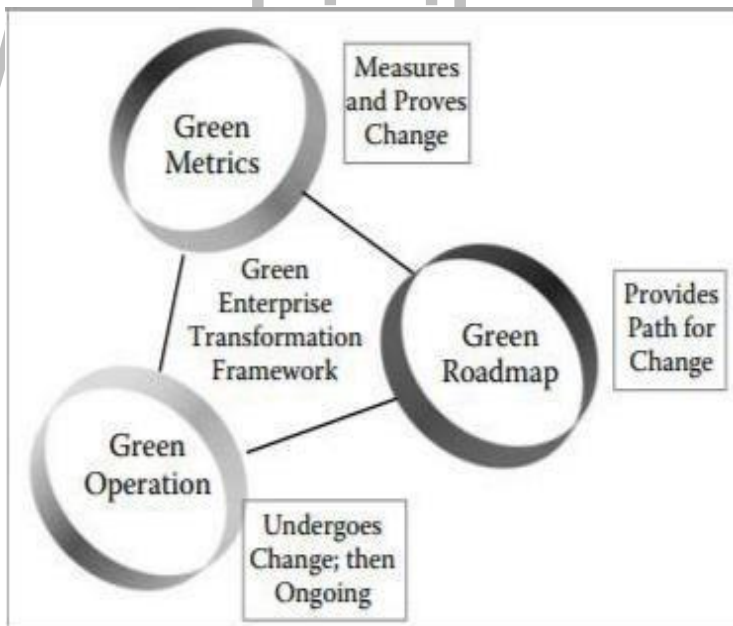 Green
Metrics
Measures
and Proves
Change
Green
Enterprise
Transformation
Framework
Green
Roadmap
Provides
Path for
Change
Green
Operation
Undergoes
Change; then
Ongoing